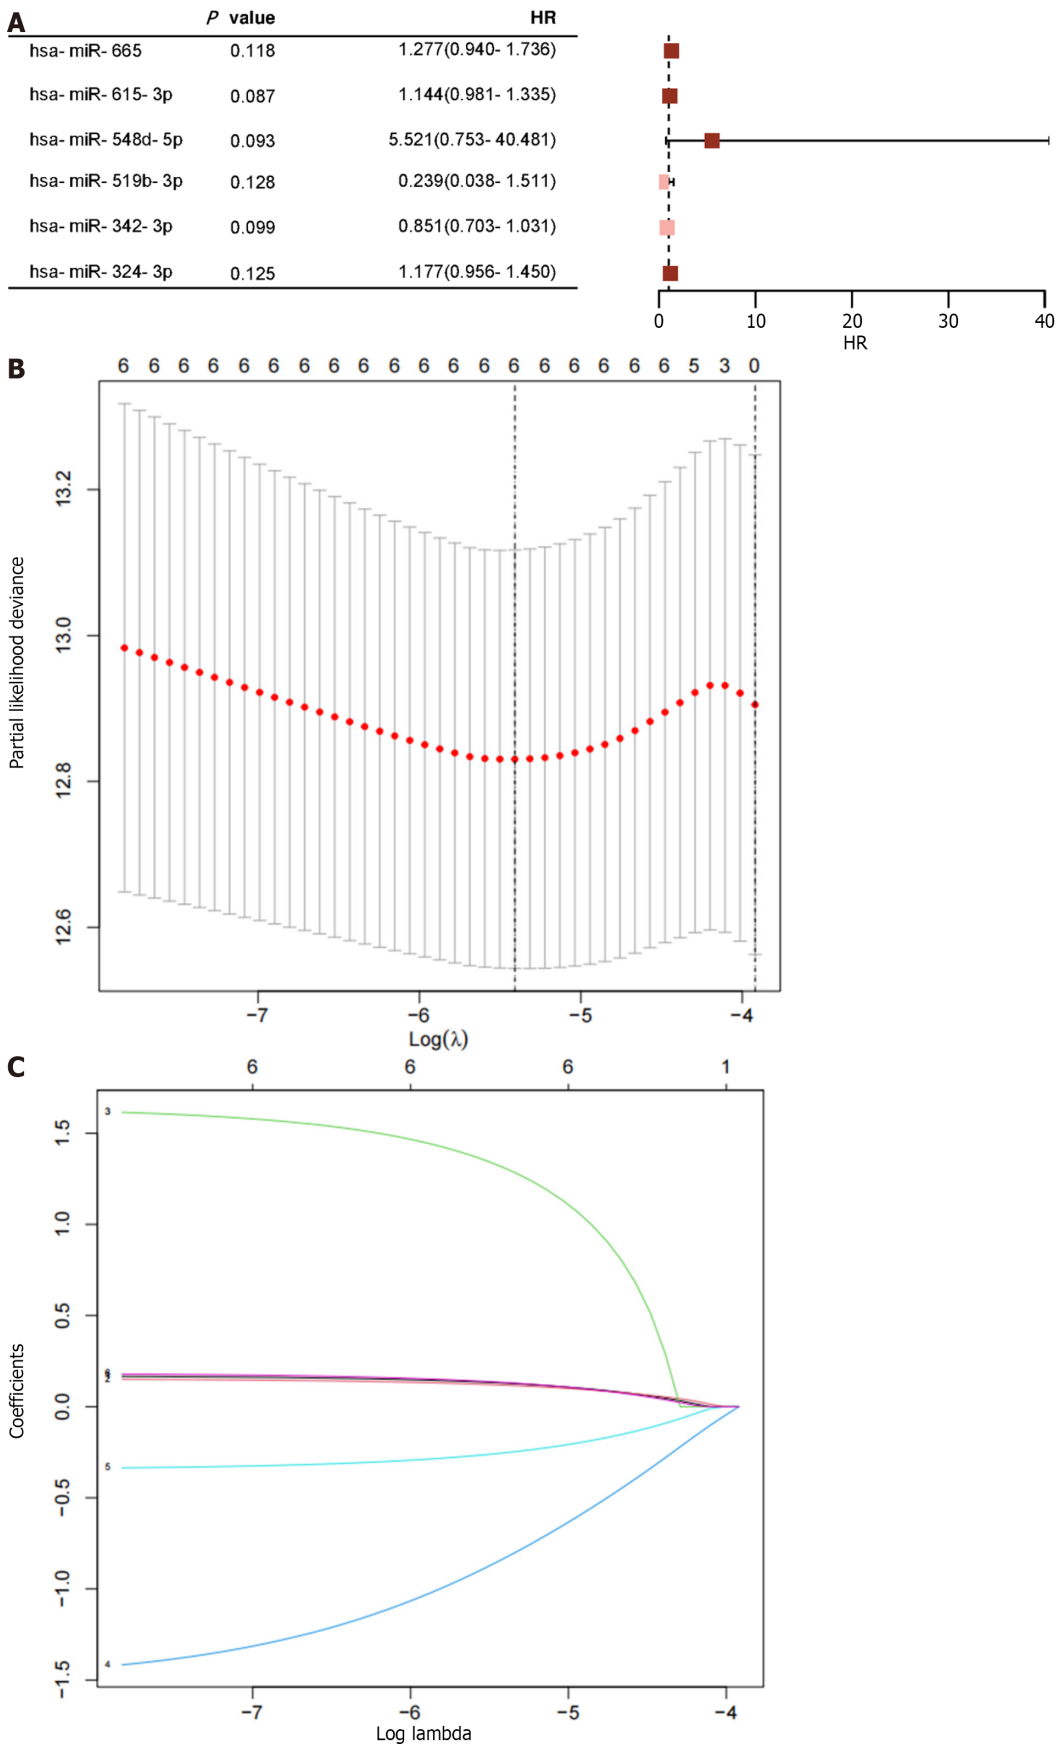 A
P value HR
hsa- miR- 665 0.118 1.277(0.940- 1.736)
hsa- miR- 615- 3p 0.087 1.144(0.981- 1.335)
hsa- miR- 548d- 5p 0.093 5.521(0.753- 40.481)
hsa- miR- 519b- 3p 0.128 0.239(0.038- 1.511)
hsa- miR- 342- 3p 0.099 0.851(0.703- 1.031)
hsa- miR- 324- 3p 0.125 1.177(0.956- 1.450)
0 10 20 30 40
HR
B
6 6 6 6 6 6 6 6 6 6 6 6 6 6 6 6 6 6 6 5 3 0
13.2
13.0
12.8
12.6
Partial likelihood deviance
−7 −6 −5 −4
Log(λ)
C
6 6 6 1
1.5
1.0
0.5
0.0
−0.5
−1.0
−1.5
Coefficients
3
2
5
4
−7 −6 −5 −4
Log lambda